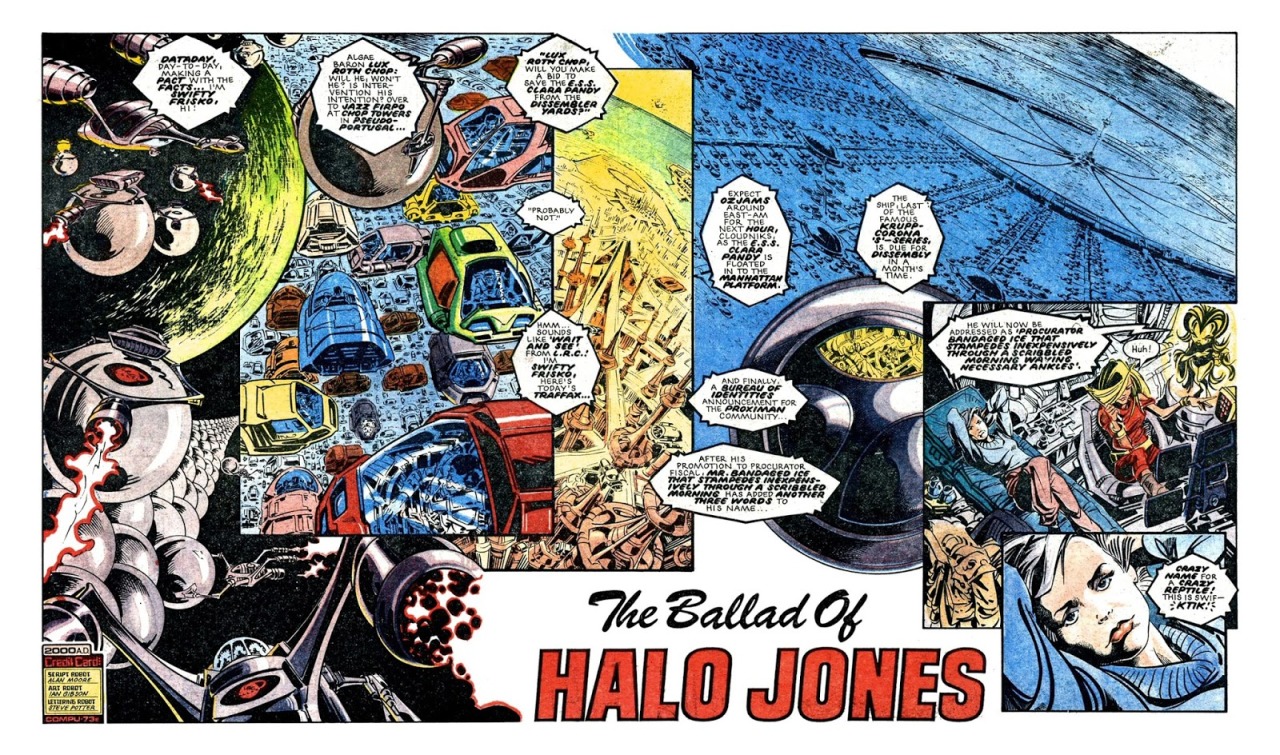 DATADAY,
DAY-TO-DAY,
MAKING A
PACT WITH THE
FACTS... I'M
SWIFTY
FRISKO,
HI!
ALGAE
BARON LUX
ROTH CHOP:
WILL HE, WON'T
HE? IS INTER-
VENTION HIS
INTENTION? OVER
TO JAZZ FIRPO
AT CHOP TOWERS
IN PSEUDO-
PORTUGAL...
"LUX
ROTH CHOP,
WILL YOU MAKE
A BID TO
SAVE THE E.S.S.
CLARA PANDY
FROM THE
DISSEMBLER
YARDS?"
"PROBABLY
NOT."
HMM...
SOUNDS
LIKE 'WAIT
AND SEE'
FROM L.R.C.!
I'M
SWIFTY
FRISKO,
HERE'S
TODAY'S
TRAFFAX...
EXPECT
OZJAMS
AROUND
EAST-AM
FOR THE
NEXT HOUR,
CLOUDNIKS,
AS THE E.S.S.
CLARA
PANDY IS
FLOATED
IN TO THE
MANHATTAN
PLATFORM.
THE
SHIP, LAST
OF THE
FAMOUS
KRUPP-
CORONA
'S'-SERIES,
IS DUE FOR
DISSEMBLY
IN A
MONTH'S
TIME.
AND FINALLY,
A BUREAU OF
IDENTITIES
ANNOUNCEMENT FOR
THE PROXIMAN
COMMUNITY...
AFTER HIS
PROMOTION TO PROCURATOR
FISCAL, MR. BANDAGED ICE
THAT STAMPEDES INEXPENS-
IVELY THROUGH A SCRIBBLED
MORNING HAS ADDED ANOTHER
THREE WORDS TO
HIS NAME...
HE WILL NOW BE
ADDRESSED AS 'PROCURATOR
BANDAGED ICE THAT
STAMPEDES INEXPENSIVELY
THROUGH A SCRIBBLED
MORNING WAVING
NECESSARY ANKLES'.
Huh!
CRAZY
NAME FOR
A CRAZY
REPTILE!
THIS IS SWIF—
KTIK!
The Ballad Of
HALO JONES
2000A.D.
Credit Card:
SCRIPT ROBOT
ALAN MOORE
ART ROBOT
IAN GIBSON
LETTERING ROBOT
STEVE POTTER
COMPU-73E